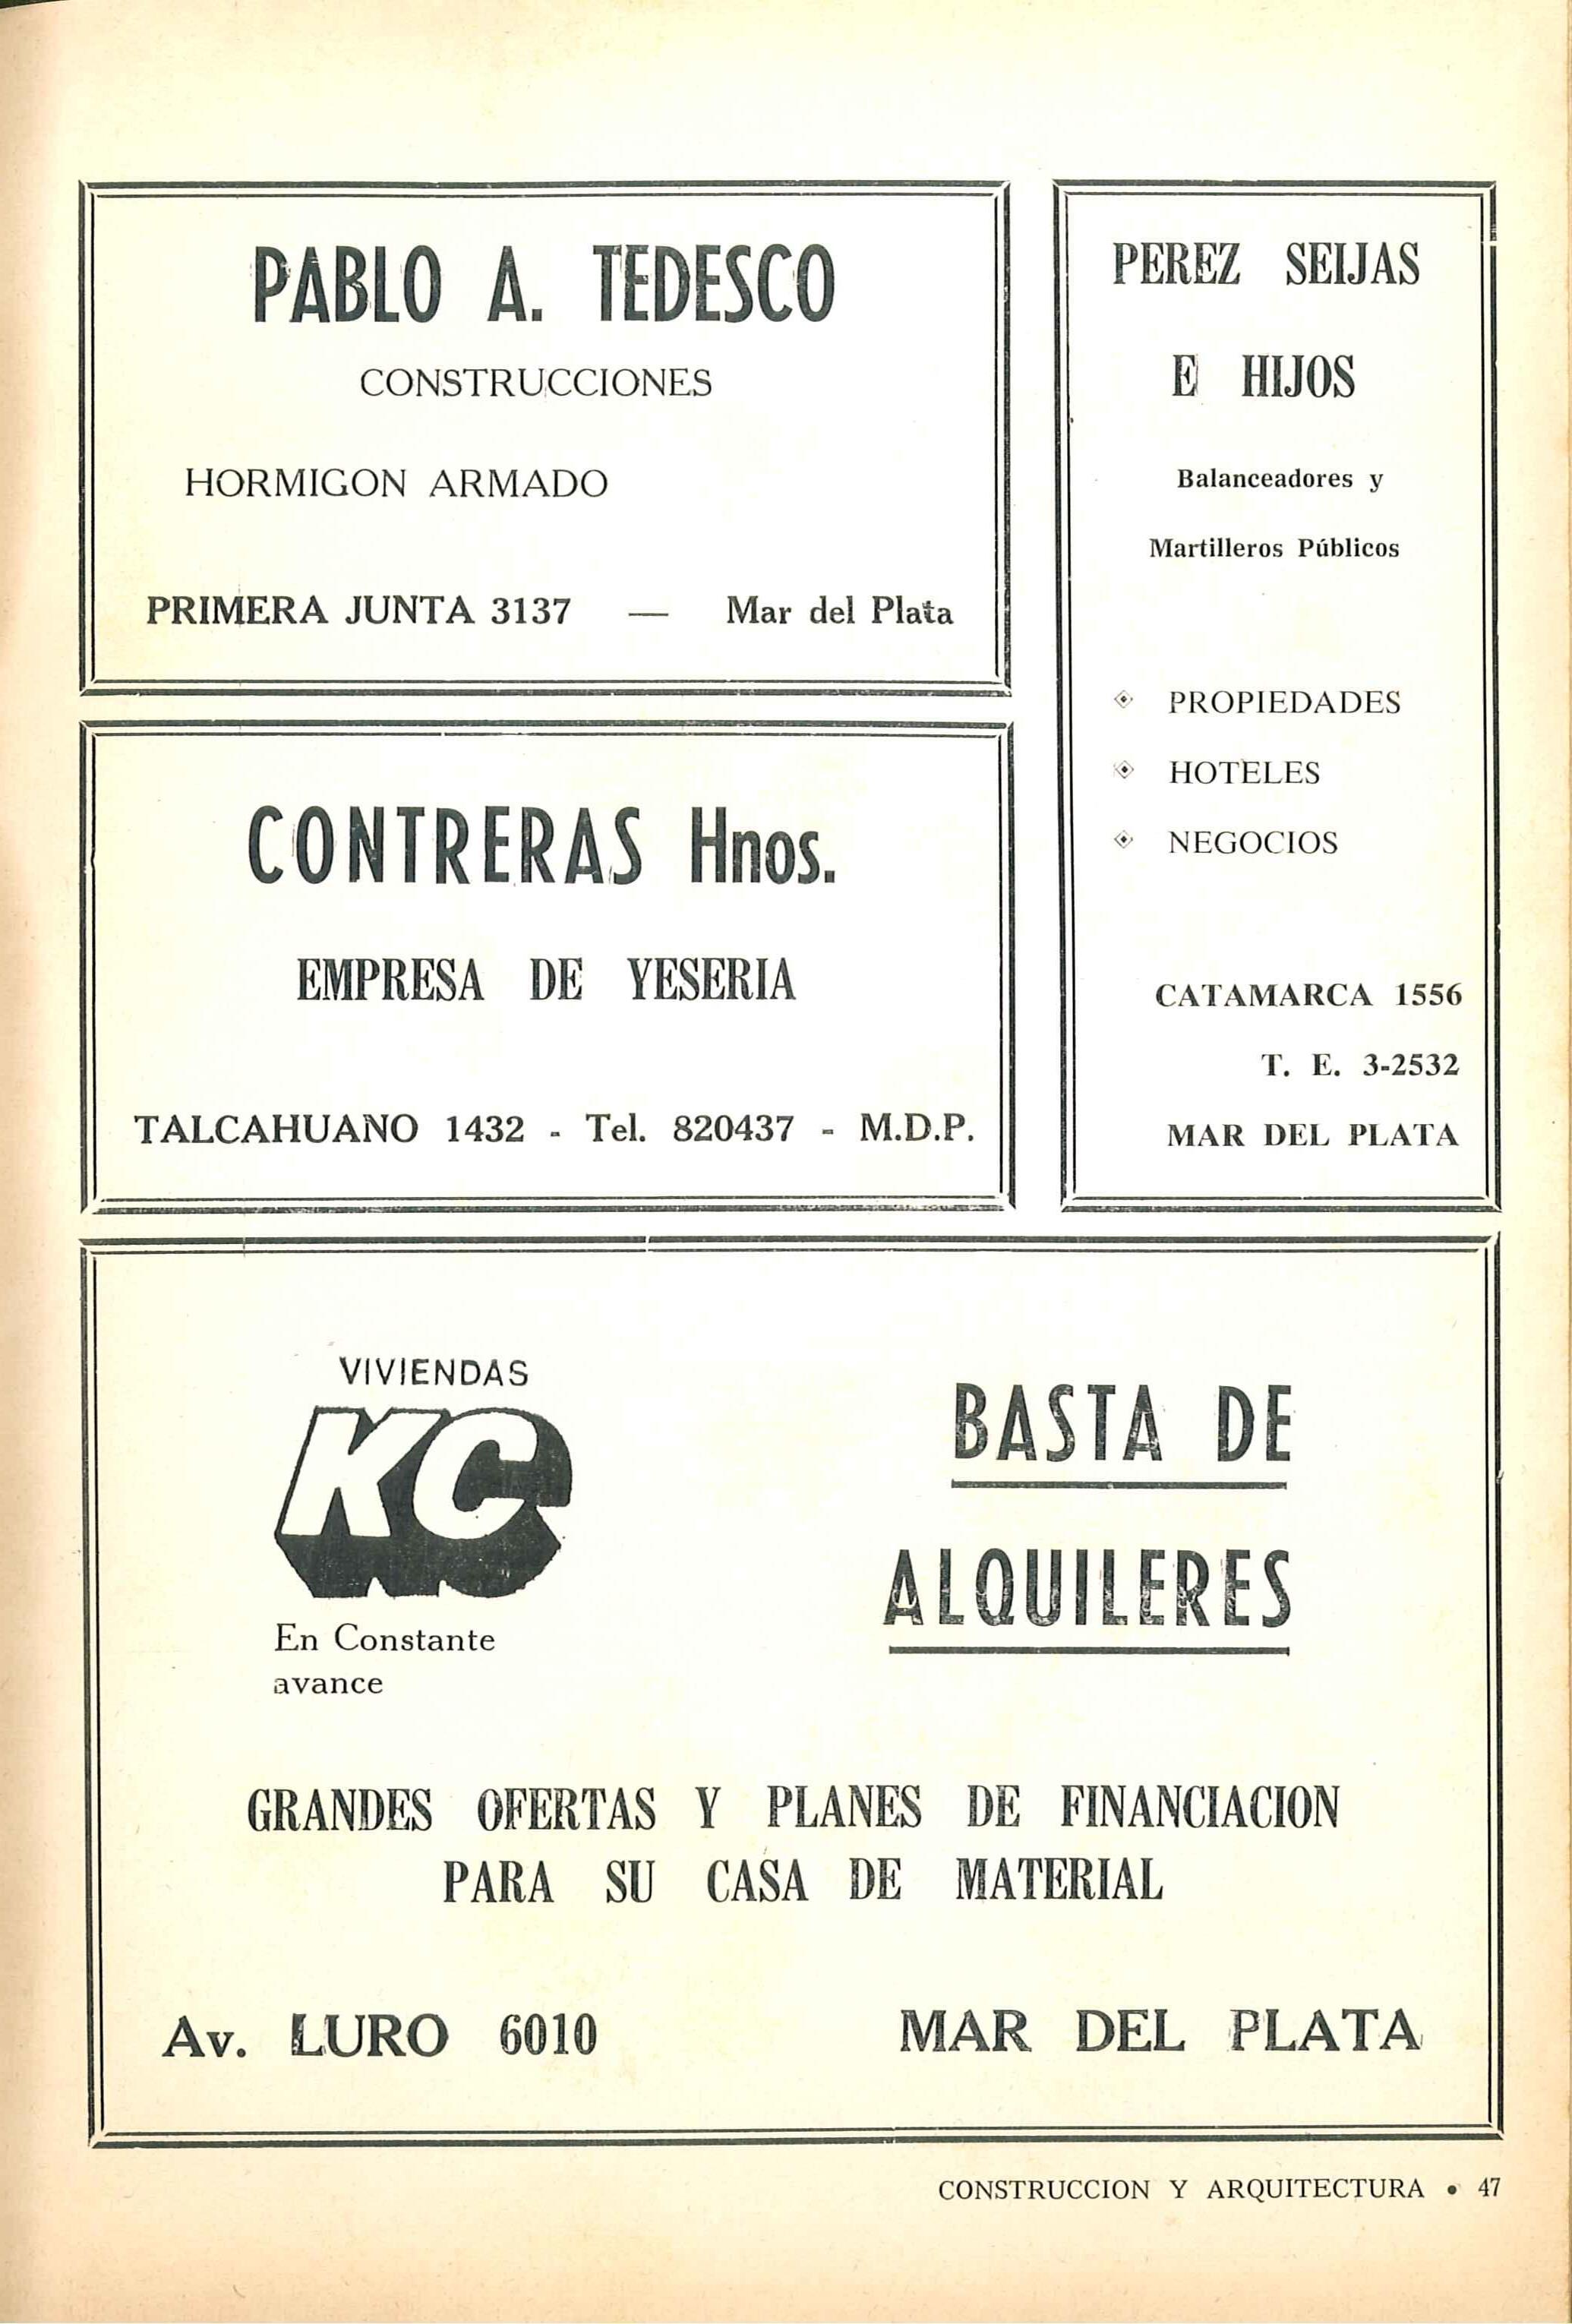 PABLO A. TEDESCO
CONSTRUCCIONES
HORMIGON ARMADO
PRIMERA JUNTA 3137 — Mar del Plata
CONTRERAS Hnos.
EMPRESA DE YESERIA
TALCAHUANO 1432 - Tel. 820437 - M.D.P.
PEREZ SEIJAS
E HIJOS
Balanceadores y
Martilleros Públicos
PROPIEDADES
HOTELES
NEGOCIOS
CATAMARCA 1556
T. E. 3-2532
MAR DEL PLATA
VIVIENDAS
KC
En Constante
avance
BASTA DE
ALQUILERES
GRANDES OFERTAS Y PLANES DE FINANCIACION
PARA SU CASA DE MATERIAL
Av. LURO 6010 MAR DEL PLATA
CONSTRUCCION Y ARQUITECTURA • 47